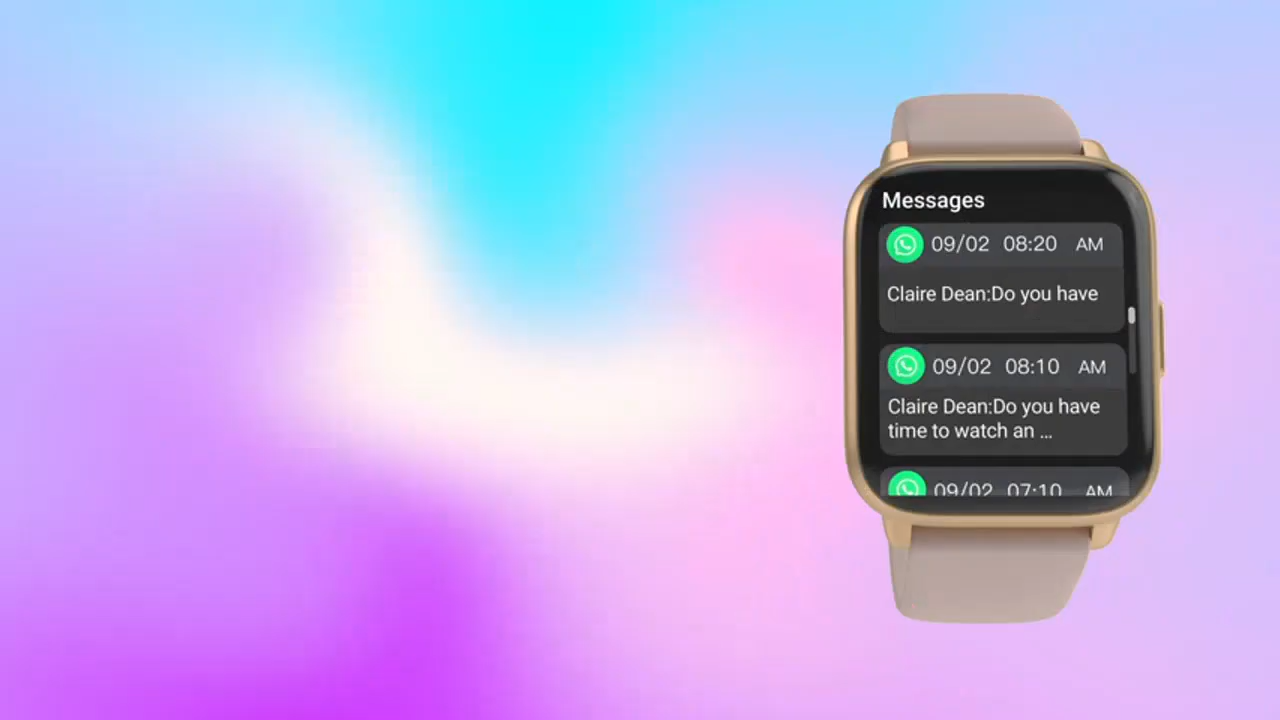 Messages
09/02 08:20 AM
Claire Dean:Do you have
09/02 08:10 AM
Claire Dean:Do you have
time to watch an ...
09/02 07:10 AM